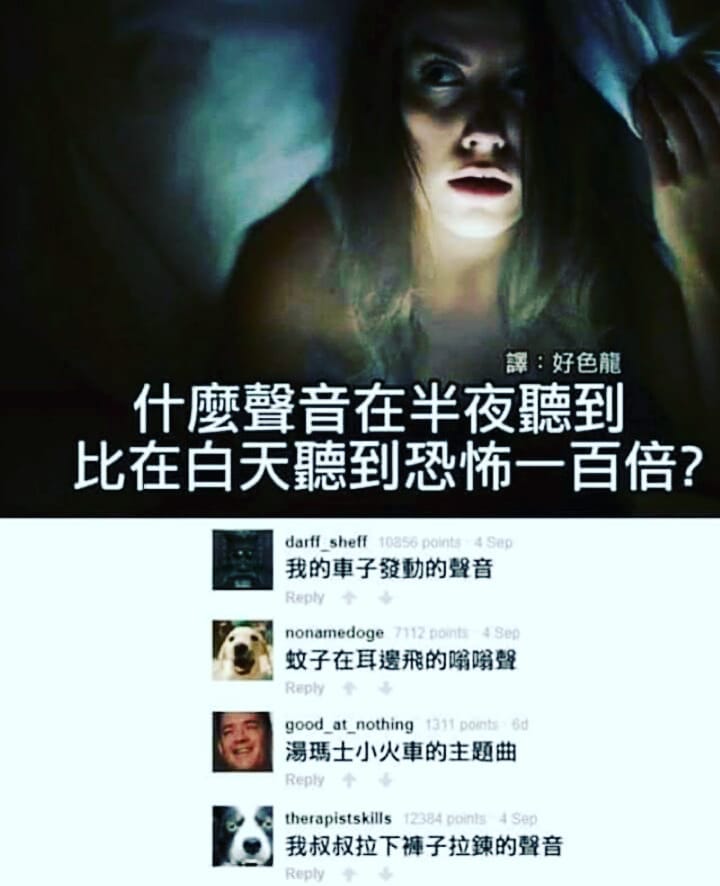 譯：好色龍
什麼聲音在半夜聽到
比在白天聽到恐怖一百倍?
darff_sheff 10856 points · 4 Sep
我的車子發動的聲音
Reply
nonamedoge 7112 points · 4 Sep
蚊子在耳邊飛的嗡嗡聲
Reply
good_at_nothing 1311 points · 6d
湯瑪士小火車的主題曲
Reply
therapistskills 12384 points · 4 Sep
我叔叔拉下褲子拉鍊的聲音
Reply